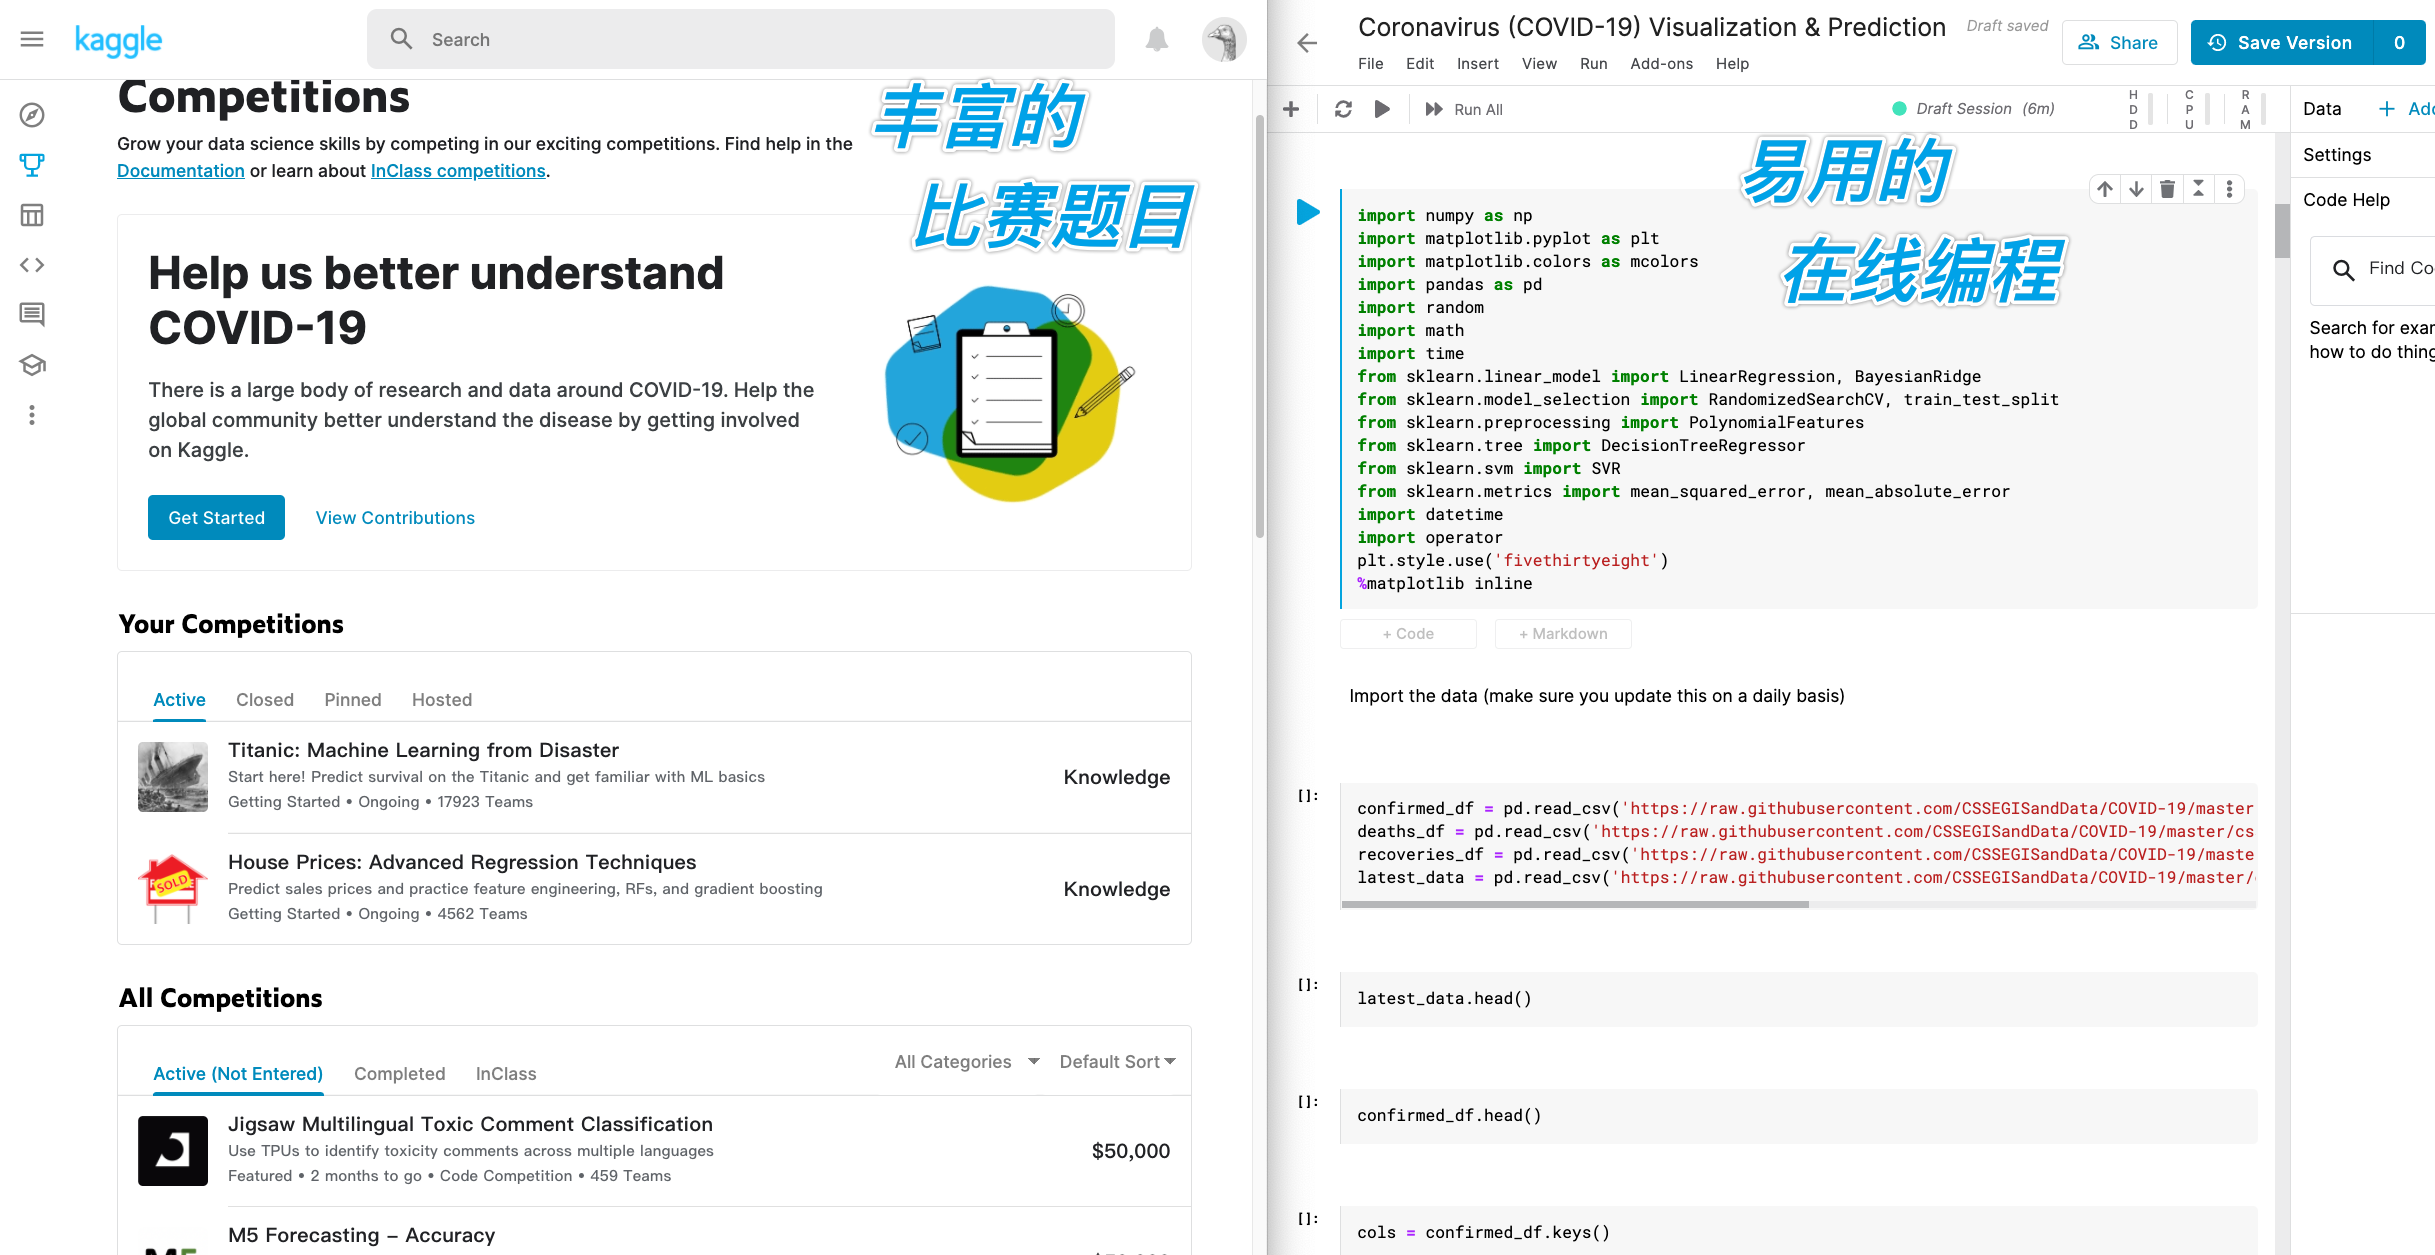 kaggle
Search
Competitions
Grow your data science skills by competing in our exciting competitions. Find help in the
Documentation or learn about InClass competitions.
丰富的
比赛题目
Help us better understand
COVID-19
There is a large body of research and data around COVID-19. Help the
global community better understand the disease by getting involved
on Kaggle.
Get Started
View Contributions
Your Competitions
Active Closed Pinned Hosted
Titanic: Machine Learning from Disaster
Start here! Predict survival on the Titanic and get familiar with ML basics
Getting Started • Ongoing • 17923 Teams
Knowledge
SOLD
House Prices: Advanced Regression Techniques
Predict sales prices and practice feature engineering, RFs, and gradient boosting
Getting Started • Ongoing • 4562 Teams
Knowledge
All Competitions
Active (Not Entered) Completed InClass
All Categories Default Sort
Jigsaw Multilingual Toxic Comment Classification
Use TPUs to identify toxicity comments across multiple languages
Featured • 2 months to go • Code Competition • 459 Teams
$50,000
M5 Forecasting – Accuracy
Coronavirus (COVID-19) Visualization & Prediction
Draft saved
Share
Save Version 0
File Edit Insert View Run Add-ons Help
Run All
Draft Session (6m)
HDD
CPU
RAM
易用的
在线编程
import numpy as np
import matplotlib.pyplot as plt
import matplotlib.colors as mcolors
import pandas as pd
import random
import math
import time
from sklearn.linear_model import LinearRegression, BayesianRidge
from sklearn.model_selection import RandomizedSearchCV, train_test_split
from sklearn.preprocessing import PolynomialFeatures
from sklearn.tree import DecisionTreeRegressor
from sklearn.svm import SVR
from sklearn.metrics import mean_squared_error, mean_absolute_error
import datetime
import operator
plt.style.use('fivethirtyeight')
%matplotlib inline
+ Code
+ Markdown
Import the data (make sure you update this on a daily basis)
[]:
confirmed_df = pd.read_csv('https://raw.githubusercontent.com/CSSEGISandData/COVID-19/master
deaths_df = pd.read_csv('https://raw.githubusercontent.com/CSSEGISandData/COVID-19/master/cs
recoveries_df = pd.read_csv('https://raw.githubusercontent.com/CSSEGISandData/COVID-19/maste
latest_data = pd.read_csv('https://raw.githubusercontent.com/CSSEGISandData/COVID-19/master/
[]:
latest_data.head()
[]:
confirmed_df.head()
[]:
cols = confirmed_df.keys()
Data
+ Add
Settings
Code Help
Find Co
Search for exam
how to do thing